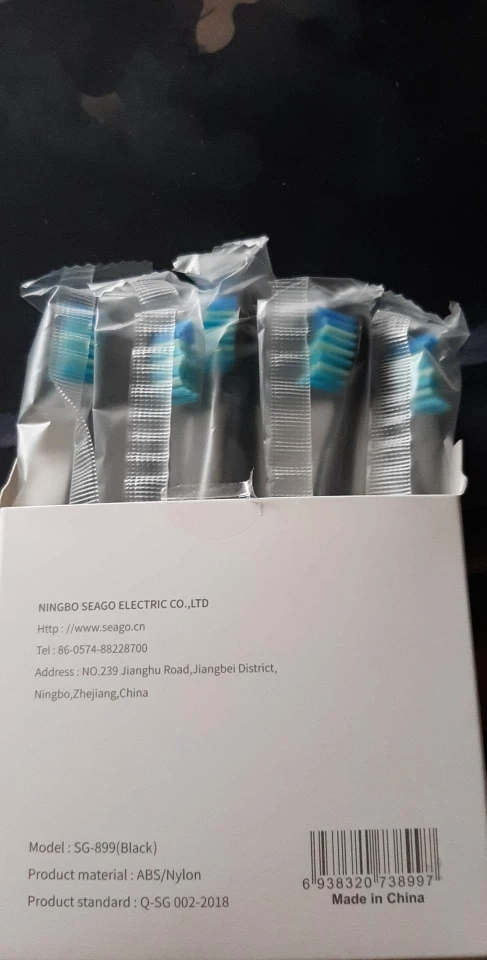 NINGBO SEAGO ELECTRIC CO.,LTD
Http : //www.seago.cn
Tel : 86-0574-88228700
Address : NO.239 Jianghu Road,Jiangbei District,
Ningbo,Zhejiang,China
Model : SG-899(Black)
Product material : ABS/Nylon
Product standard : Q-SG 002-2018
6 938320 738997
Made in China